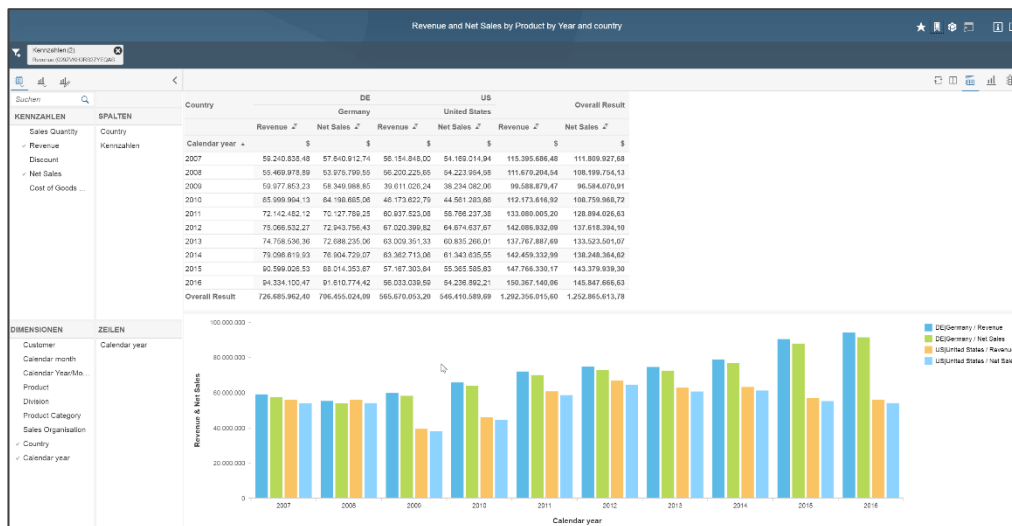 Revenue and Net Sales by Product by Year and country
Kennzahlen (2)
Suchen
KENNZAHLEN
Sales Quantity
Revenue
Discount
Net Sales
Cost of Goods ...
SPALTEN
Country
Kennzahlen
DIMENSIONEN
Customer
Calendar month
Calendar Year/Mo...
Product
Division
Product Category
Sales Organisation
Country
Calendar year
ZEILEN
Calendar year
Country DE US Overall Result
Germany United States
Revenue Net Sales Revenue Net Sales Revenue Net Sales
Calendar year $ $ $ $ $ $
2007 59.240.838,48 57.640.912,74 56.154.848,00 54.169.014,94 115.395.686,48 111.809.927,68
2008 55.469.978,89 53.975.799,55 56.200.225,65 54.223.954,58 111.670.204,54 108.199.754,13
2009 59.977.853,23 58.349.988,85 39.611.026,24 38.234.082,06 99.588.879,47 96.584.070,91
2010 65.999.994,13 64.198.685,06 46.173.622,79 44.561.283,66 112.173.616,92 108.759.968,72
2011 72.142.482,12 70.127.789,25 60.937.523,08 58.766.237,38 133.080.005,20 128.894.026,63
2012 75.066.532,27 72.943.756,43 67.020.399,82 64.674.637,67 142.086.932,09 137.618.394,10
2013 74.758.536,36 72.688.235,06 63.009.351,33 60.835.266,01 137.767.887,69 133.523.501,07
2014 79.096.619,93 76.904.729,07 63.362.713,06 61.343.635,55 142.459.332,99 138.248.364,62
2015 90.599.026,53 88.014.353,67 57.167.303,64 55.365.585,63 147.766.330,17 143.379.939,30
2016 94.334.100,47 91.610.774,42 56.033.039,59 54.236.892,21 150.367.140,06 145.847.666,63
Overall Result 726.685.962,40 706.455.024,09 565.670.053,20 546.410.589,69 1.292.356.015,60 1.252.865.613,78
Revenue & Net Sales
100.000.000
80.000.000
60.000.000
40.000.000
20.000.000
0
2007 2008 2009 2010 2011 2012 2013 2014 2015 2016
Calendar year
DE|Germany / Revenue
DE|Germany / Net Sales
US|United States / Revenue
US|United States / Net Sale